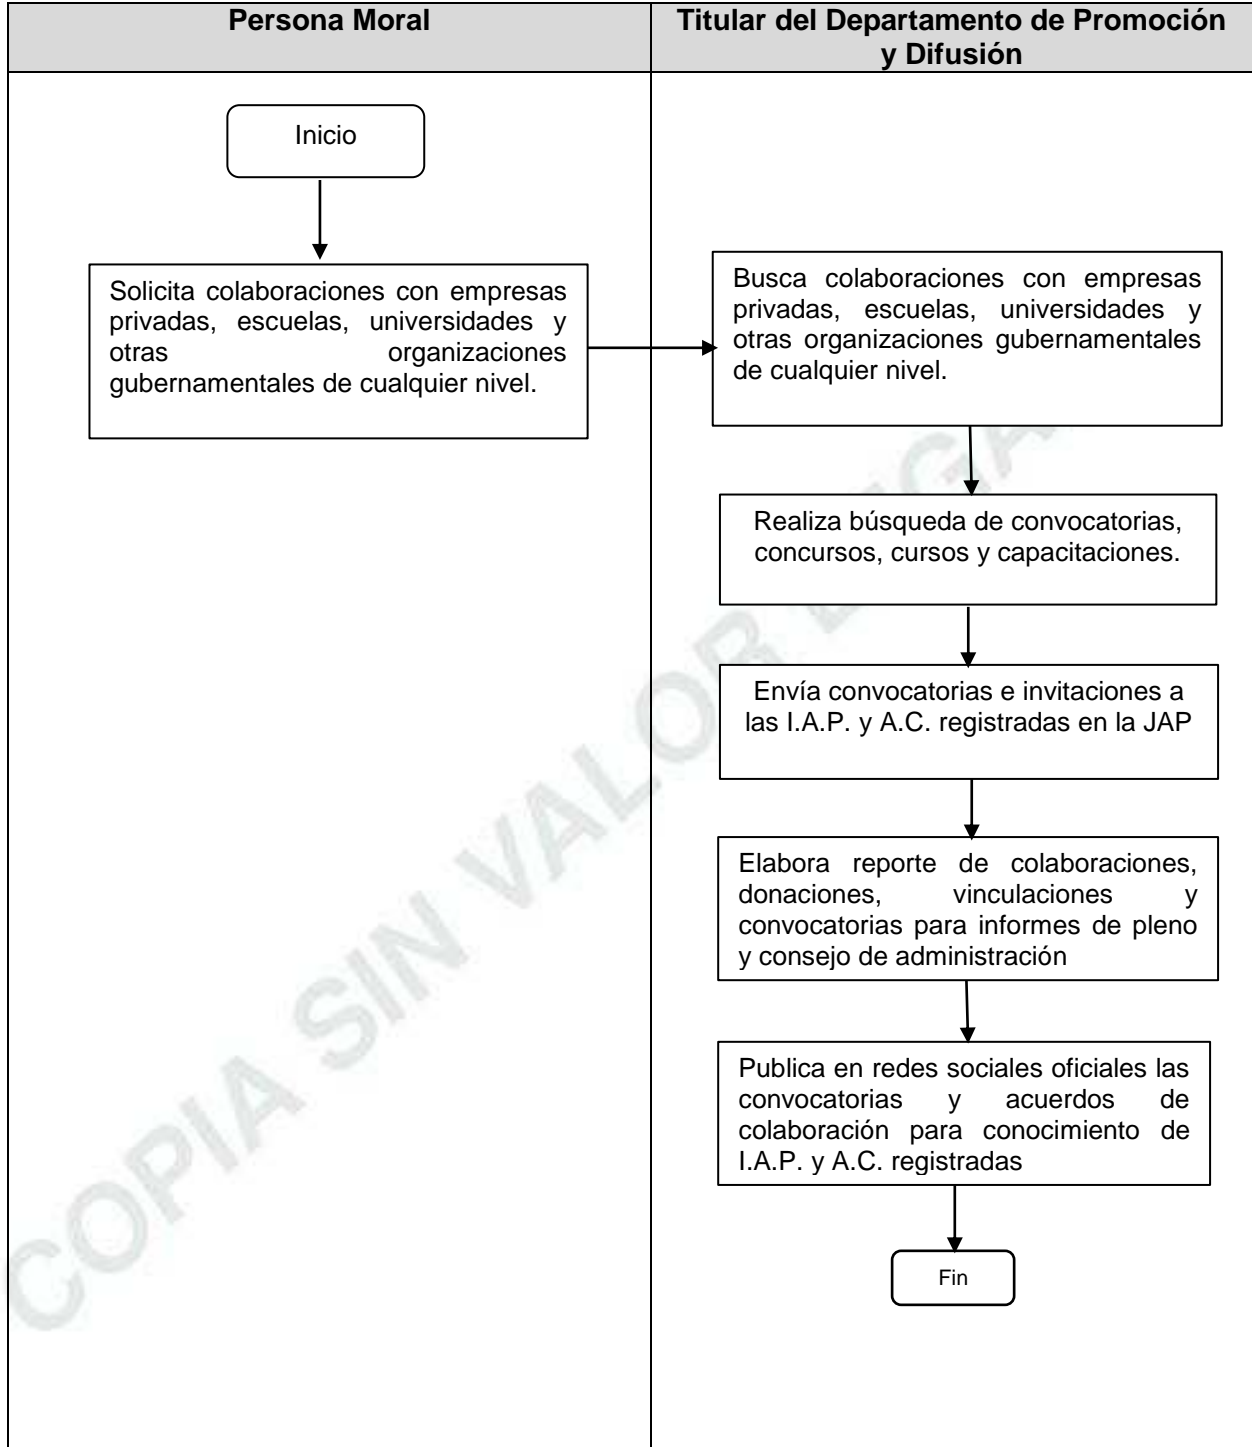 Persona Moral
Titular del Departamento de Promoción
y Difusión
Inicio
Solicita colaboraciones con empresas
privadas, escuelas, universidades y
otras organizaciones
gubernamentales de cualquier nivel.
Busca colaboraciones con empresas
privadas, escuelas, universidades y
otras organizaciones gubernamentales
de cualquier nivel.
Realiza búsqueda de convocatorias,
concursos, cursos y capacitaciones.
Envía convocatorias e invitaciones a
las I.A.P. y A.C. registradas en la JAP
Elabora reporte de colaboraciones,
donaciones, vinculaciones y
convocatorias para informes de pleno
y consejo de administración
Publica en redes sociales oficiales las
convocatorias y acuerdos de
colaboración para conocimiento de
I.A.P. y A.C. registradas
Fin
COPIA SIN VALOR